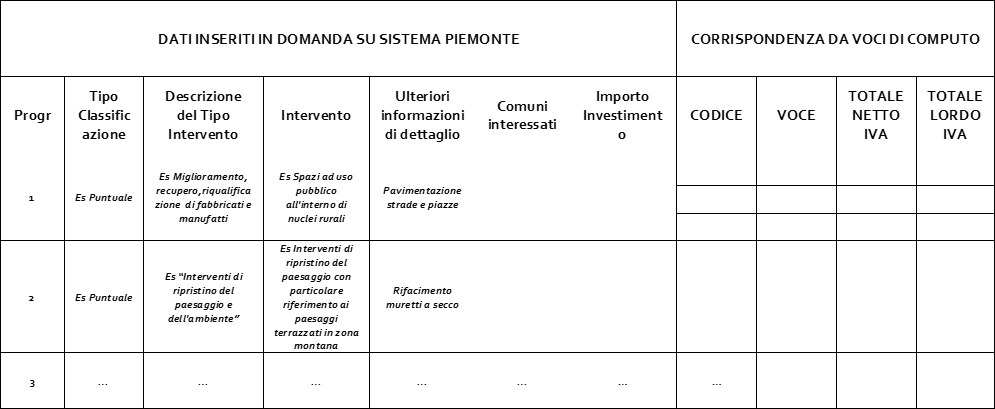 DATI INSERITI IN DOMANDA SU SISTEMA PIEMONTE
CORRISPONDENZA DA VOCI DI COMPUTO
Progr
Tipo
Classific
azione
Descrizione
del Tipo
Intervento
Intervento
Ulteriori
informazioni
di dettaglio
Comuni
interessati
Importo
Investiment
o
CODICE
VOCE
TOTALE
NETTO
IVA
TOTALE
LORDO
IVA
1
Es Puntuale
Es Miglioramento,
recupero,riqualifica
zione di fabbricati e
manufatti
Es Spazi ad uso
pubblico
all'interno di
nuclei rurali
Pavimentazione
strade e piazze
2
Es Puntuale
Es "Interventi di
ripristino del
paesaggio e
dell'ambiente"
Es Interventi di
ripristino del
paesaggio con
particolare
riferimento ai
paesaggi
terrazzati in zona
montana
Rifacimento
muretti a secco
3
...
...
...
...
...
...
...